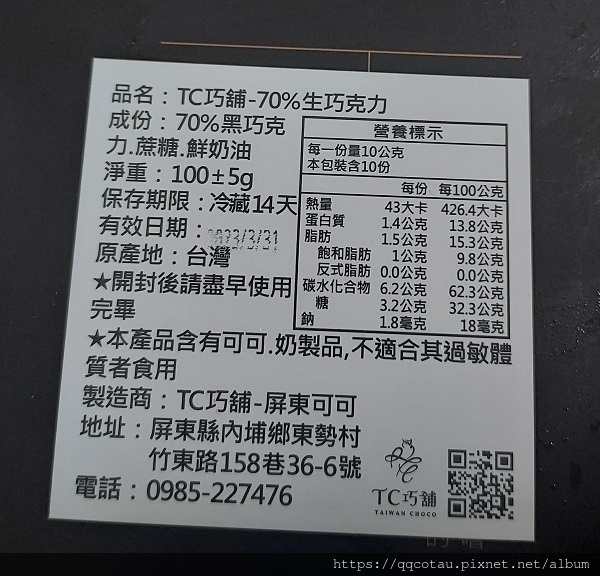 品名：TC巧舖-70%生巧克力
成份：70%黑巧克
力.蔗糖.鮮奶油
淨重：100±5g
保存期限：冷藏14天
有效日期：2023/3/31
原產地：台灣
★開封後請盡早使用
完畢
營養標示
每一份量10公克
本包裝含10份
每份 每100公克
熱量 43大卡 426.4大卡
蛋白質 1.4公克 13.8公克
脂肪 1.5公克 15.3公克
飽和脂肪 1公克 9.8公克
反式脂肪 0.0公克 0.0公克
碳水化合物 6.2公克 62.3公克
糖 3.2公克 32.3公克
鈉 1.8毫克 18毫克
★本產品含有可可.奶製品,不適合其過敏體
質者食用
製造商：TC巧舖-屏東可可
地址：屏東縣內埔鄉東勢村
竹東路158巷36-6號
電話：0985-227476
TC巧舖
TAIWAN CHOCO
https://qqcotau.pixnet.net/album